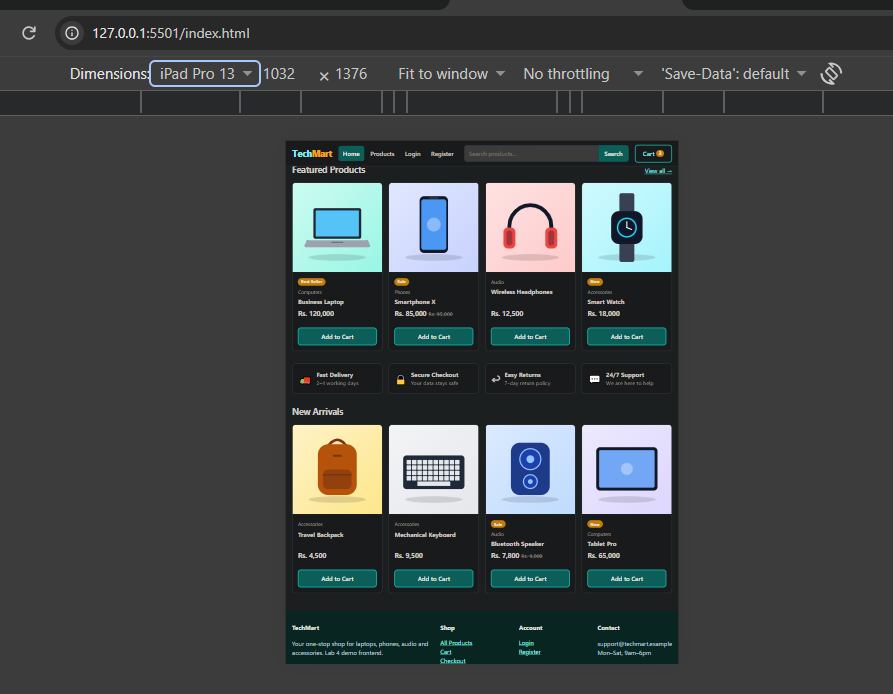 127.0.0.1:5501/index.html
Dimensions: iPad Pro 13 1032 × 1376 Fit to window No throttling 'Save-Data': default
TechMart Home Products Login Register Search products... Search Cart 2
Featured Products View all →
Best Seller Sale Audio New
Computers Phones Wireless Headphones Accessories
Business Laptop Smartphone X Smart Watch
Rs. 120,000 Rs. 85,000 Rs. 95,000 Rs. 12,500 Rs. 18,000
Add to Cart Add to Cart Add to Cart Add to Cart
Fast Delivery Secure Checkout Easy Returns 24/7 Support
2–4 working days Your data stays safe 7-day return policy We are here to help
New Arrivals
Accessories Accessories Sale New
Travel Backpack Mechanical Keyboard Audio Computers
Bluetooth Speaker Tablet Pro
Rs. 4,500 Rs. 9,500 Rs. 7,800 Rs. 65,000
Add to Cart Add to Cart Add to Cart Add to Cart
TechMart Shop Account Contact
Your one-stop shop for laptops, phones, audio and All Products Login support@techmart.example
accessories. Lab 4 demo frontend. Cart Register Mon–Sat, 9am–6pm
Checkout